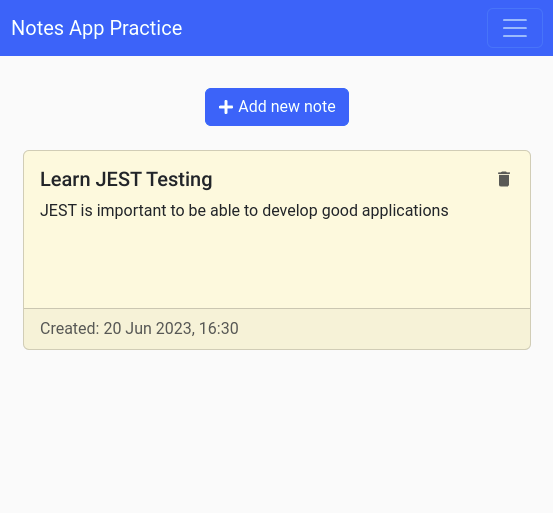 Notes App Practice
Add new note
Learn JEST Testing
JEST is important to be able to develop good applications
Created: 20 Jun 2023, 16:30